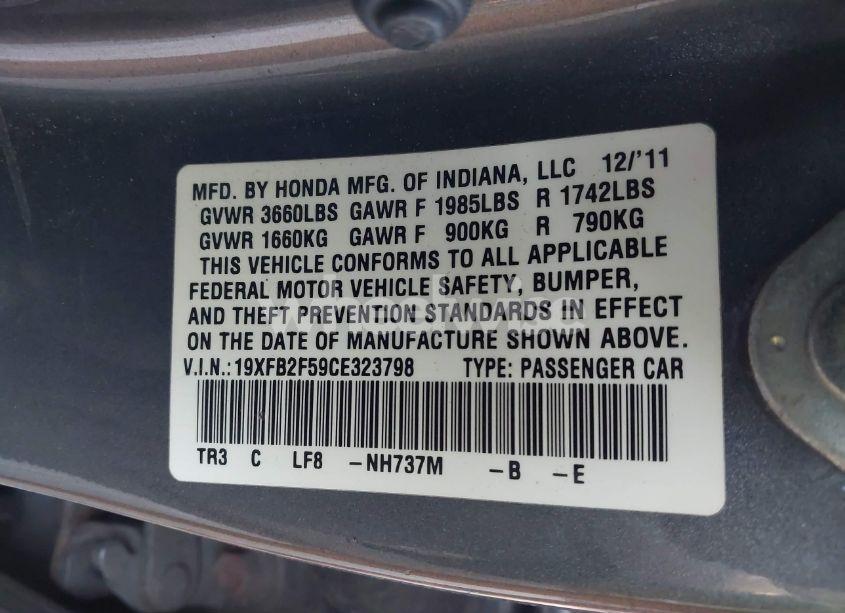 MFD. BY HONDA MFG. OF INDIANA, LLC 12/'11
GVWR 3660LBS GAWR F 1985LBS R 1742LBS
GVWR 1660KG GAWR F 900KG R 790KG
THIS VEHICLE CONFORMS TO ALL APPLICABLE
FEDERAL MOTOR VEHICLE SAFETY, BUMPER,
AND THEFT PREVENTION STANDARDS IN EFFECT
ON THE DATE OF MANUFACTURE SHOWN ABOVE.
V.I.N.:19XFB2F59CE323798 TYPE: PASSENGER CAR
TR3 C LF8 -NH737M -B -E